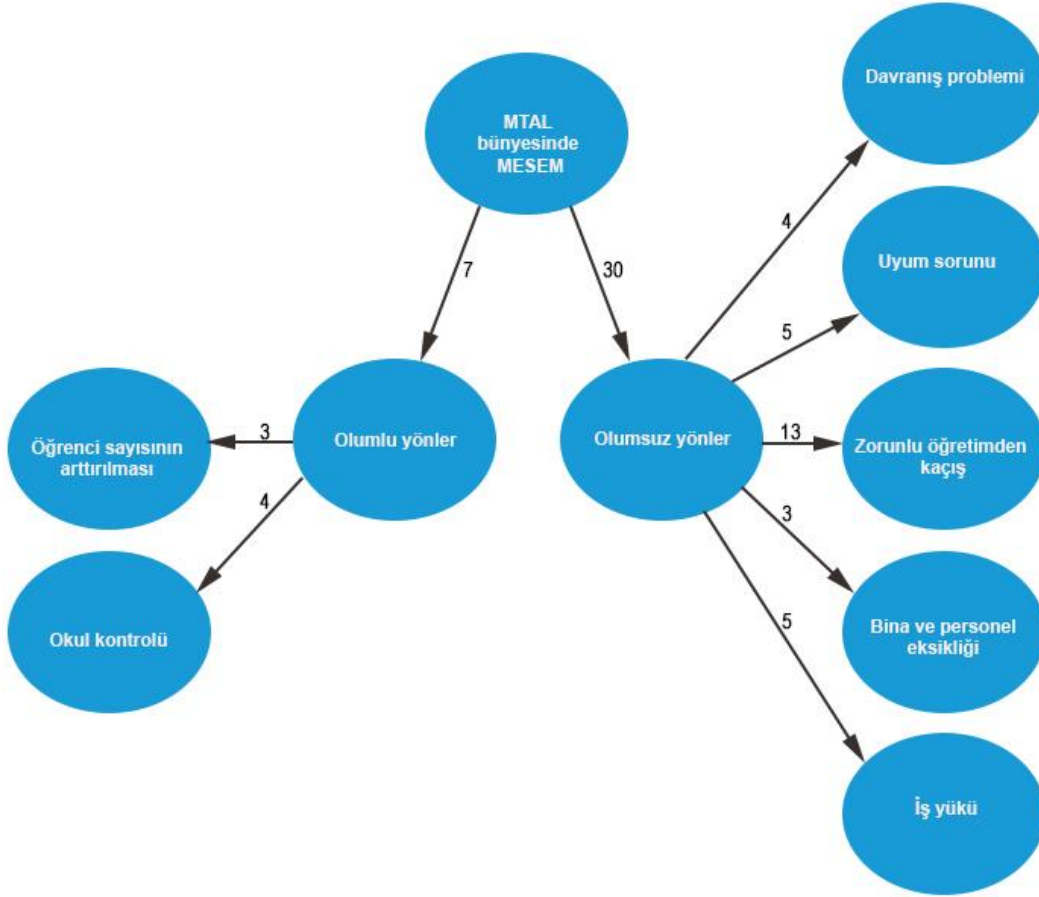 MTAL
bünyesinde
MESEM
7
30
Olumlu yönler
3
Öğrenci sayısının
arttırılması
4
Okul kontrolü
Olumsuz yönler
4
Davranış problemi
5
Uyum sorunu
13
Zorunlu öğretimden
kaçış
3
Bina ve personel
eksikliği
5
İş yükü